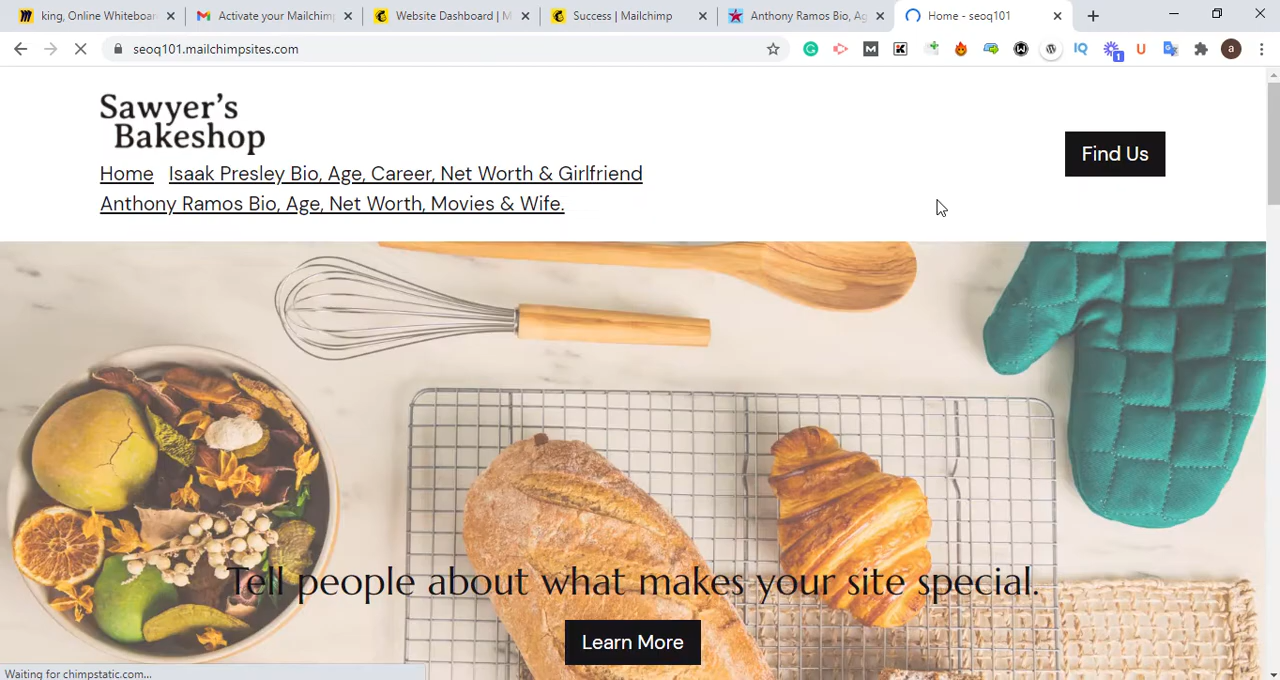 king, Online Whiteboar
Activate your Mailchim
Website Dashboard | M
Success | Mailchimp
Anthony Ramos Bio, Ag
Home - seoq101
seoq101.mailchimpsites.com
Sawyer's
Bakeshop
Home Isaak Presley Bio, Age, Career, Net Worth & Girlfriend
Anthony Ramos Bio, Age, Net Worth, Movies & Wife.
Find Us
Tell people about what makes your site special.
Learn More
Waiting for chimpstatic.com...